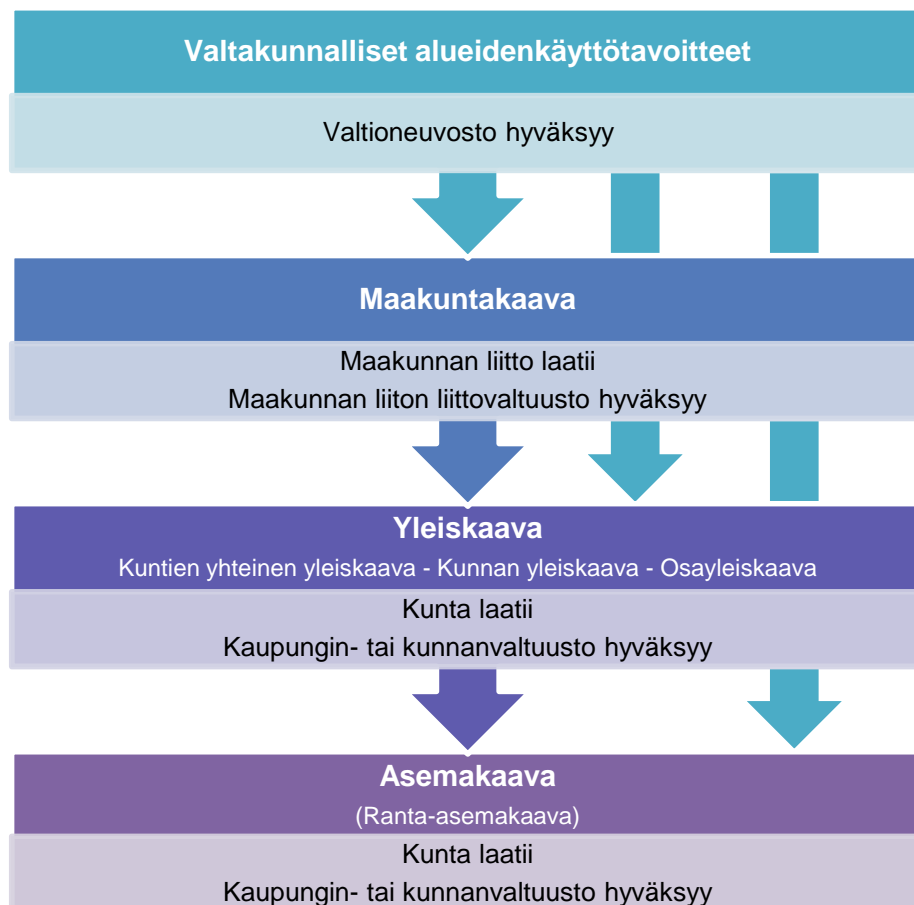 Valtakunnalliset alueidenkäyttötavoitteet
Valtioneuvosto hyväksyy
Maakuntakaava
Maakunnan liitto laatii
Maakunnan liiton liittovaltuusto hyväksyy
Yleiskaava
Kuntien yhteinen yleiskaava - Kunnan yleiskaava - Osayleiskaava
Kunta laatii
Kaupungin- tai kunnanvaltuusto hyväksyy
Asemakaava
(Ranta-asemakaava)
Kunta laatii
Kaupungin- tai kunnanvaltuusto hyväksyy